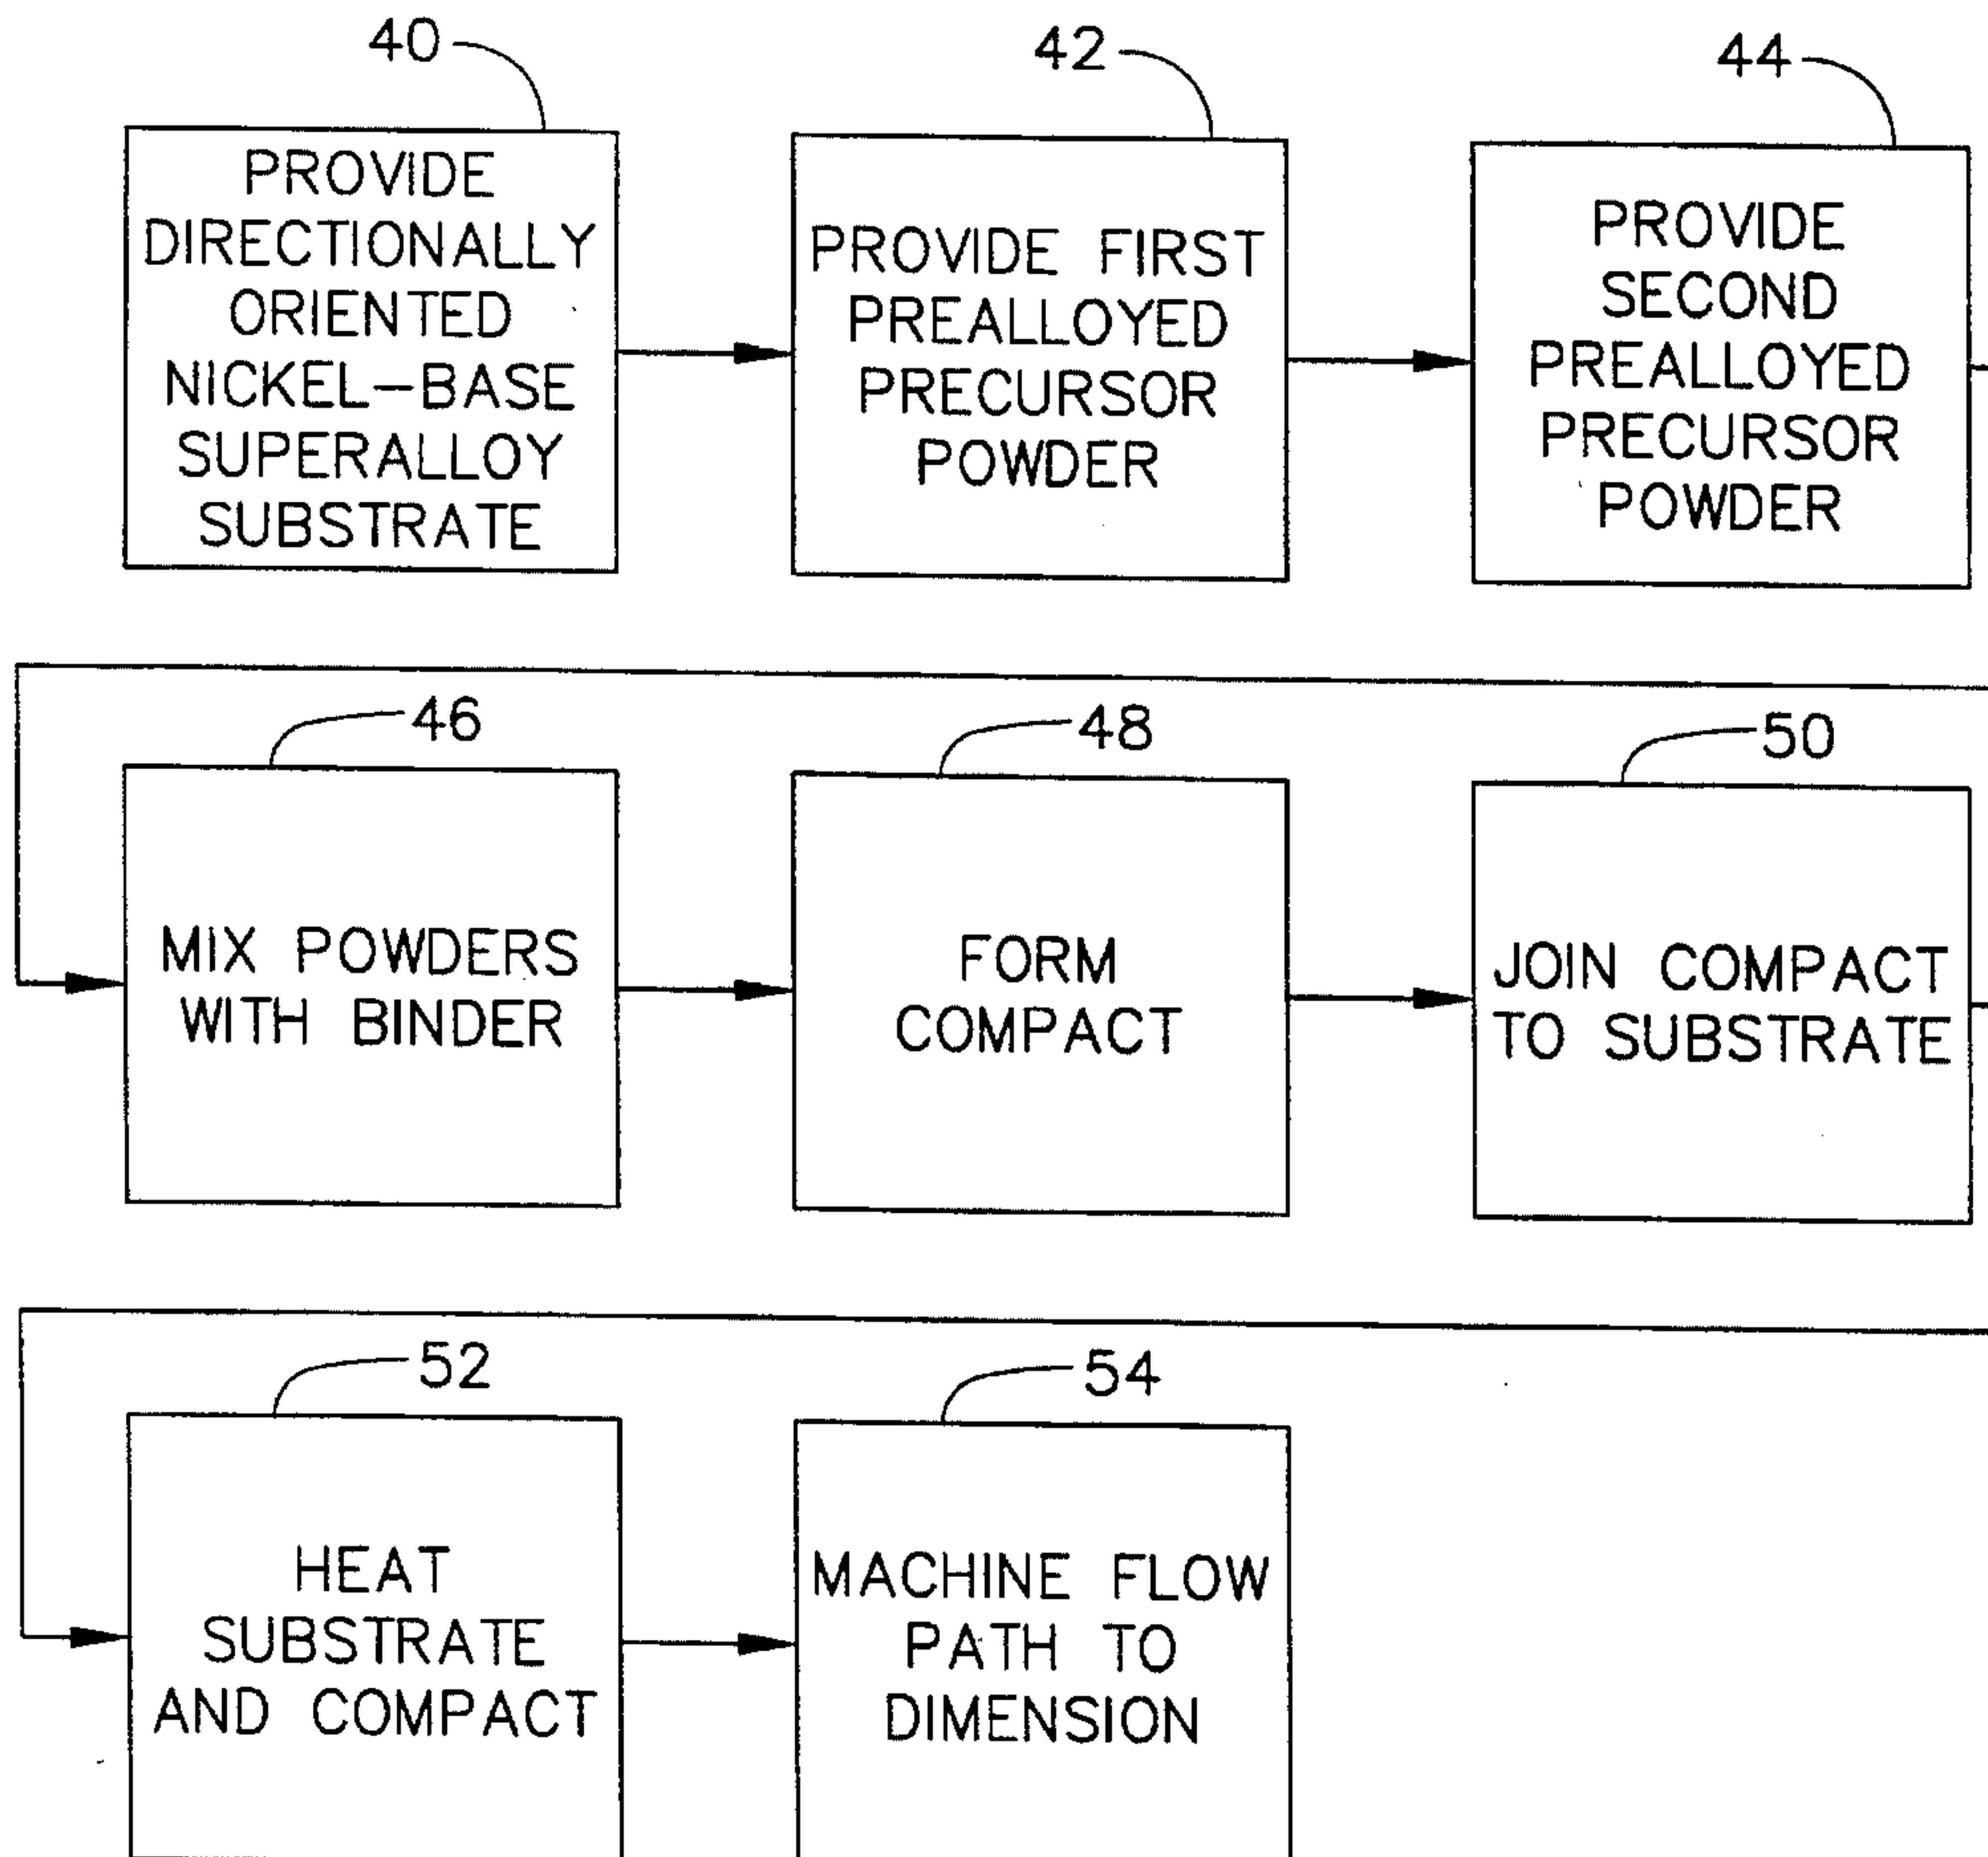 40
PROVIDE
DIRECTIONALLY
ORIENTED
NICKEL-BASE
SUPERALLOY
SUBSTRATE
42
PROVIDE FIRST
PREALLOYED
PRECURSOR
POWDER
44
PROVIDE
SECOND
PREALLOYED
PRECURSOR
POWDER
46
MIX POWDERS
WITH BINDER
48
FORM
COMPACT
50
JOIN COMPACT
TO SUBSTRATE
52
HEAT
SUBSTRATE
AND COMPACT
54
MACHINE FLOW
PATH TO
DIMENSION